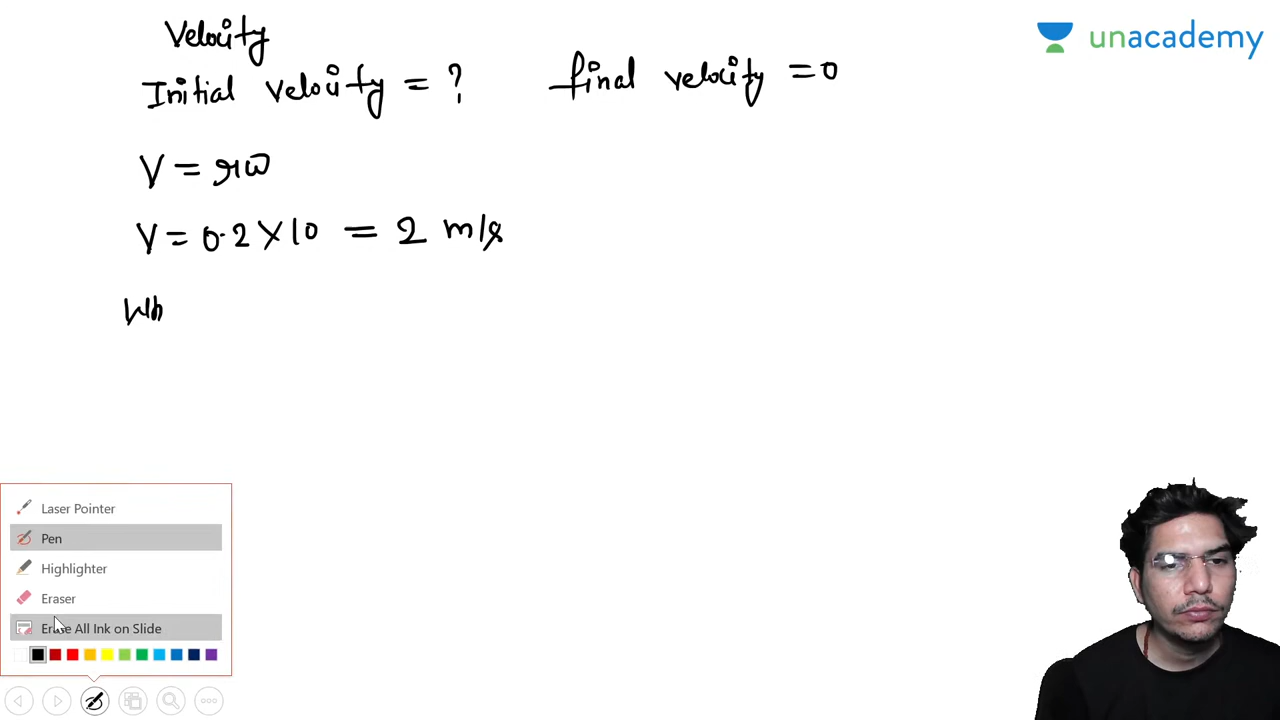 unacademy
Velocity
Initial velocity = ? final velocity = 0
V = rω
V = 0.2 X 10 = 2 m/s
Wh
Laser Pointer
Pen
Highlighter
Eraser
Erase All Ink on Slide